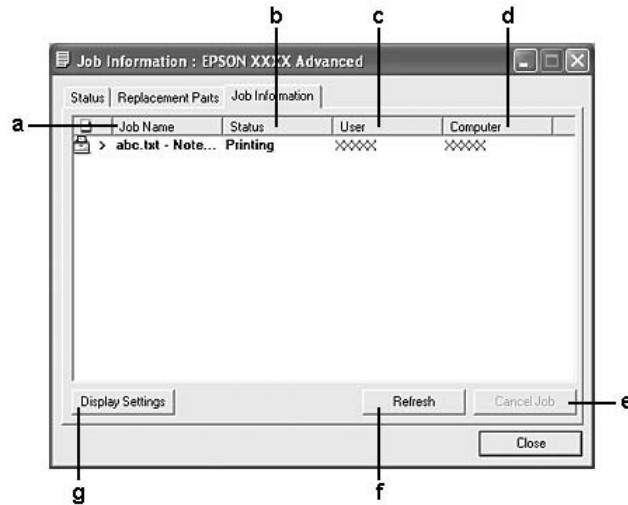 b c d
Job Information : EPSON XXXX Advanced
Status Replacement Parts Job Information
a Job Name Status User Computer
> abc.txt - Note... Printing XXXXX XXXXX
Display Settings Refresh Cancel Job e
Close
g f